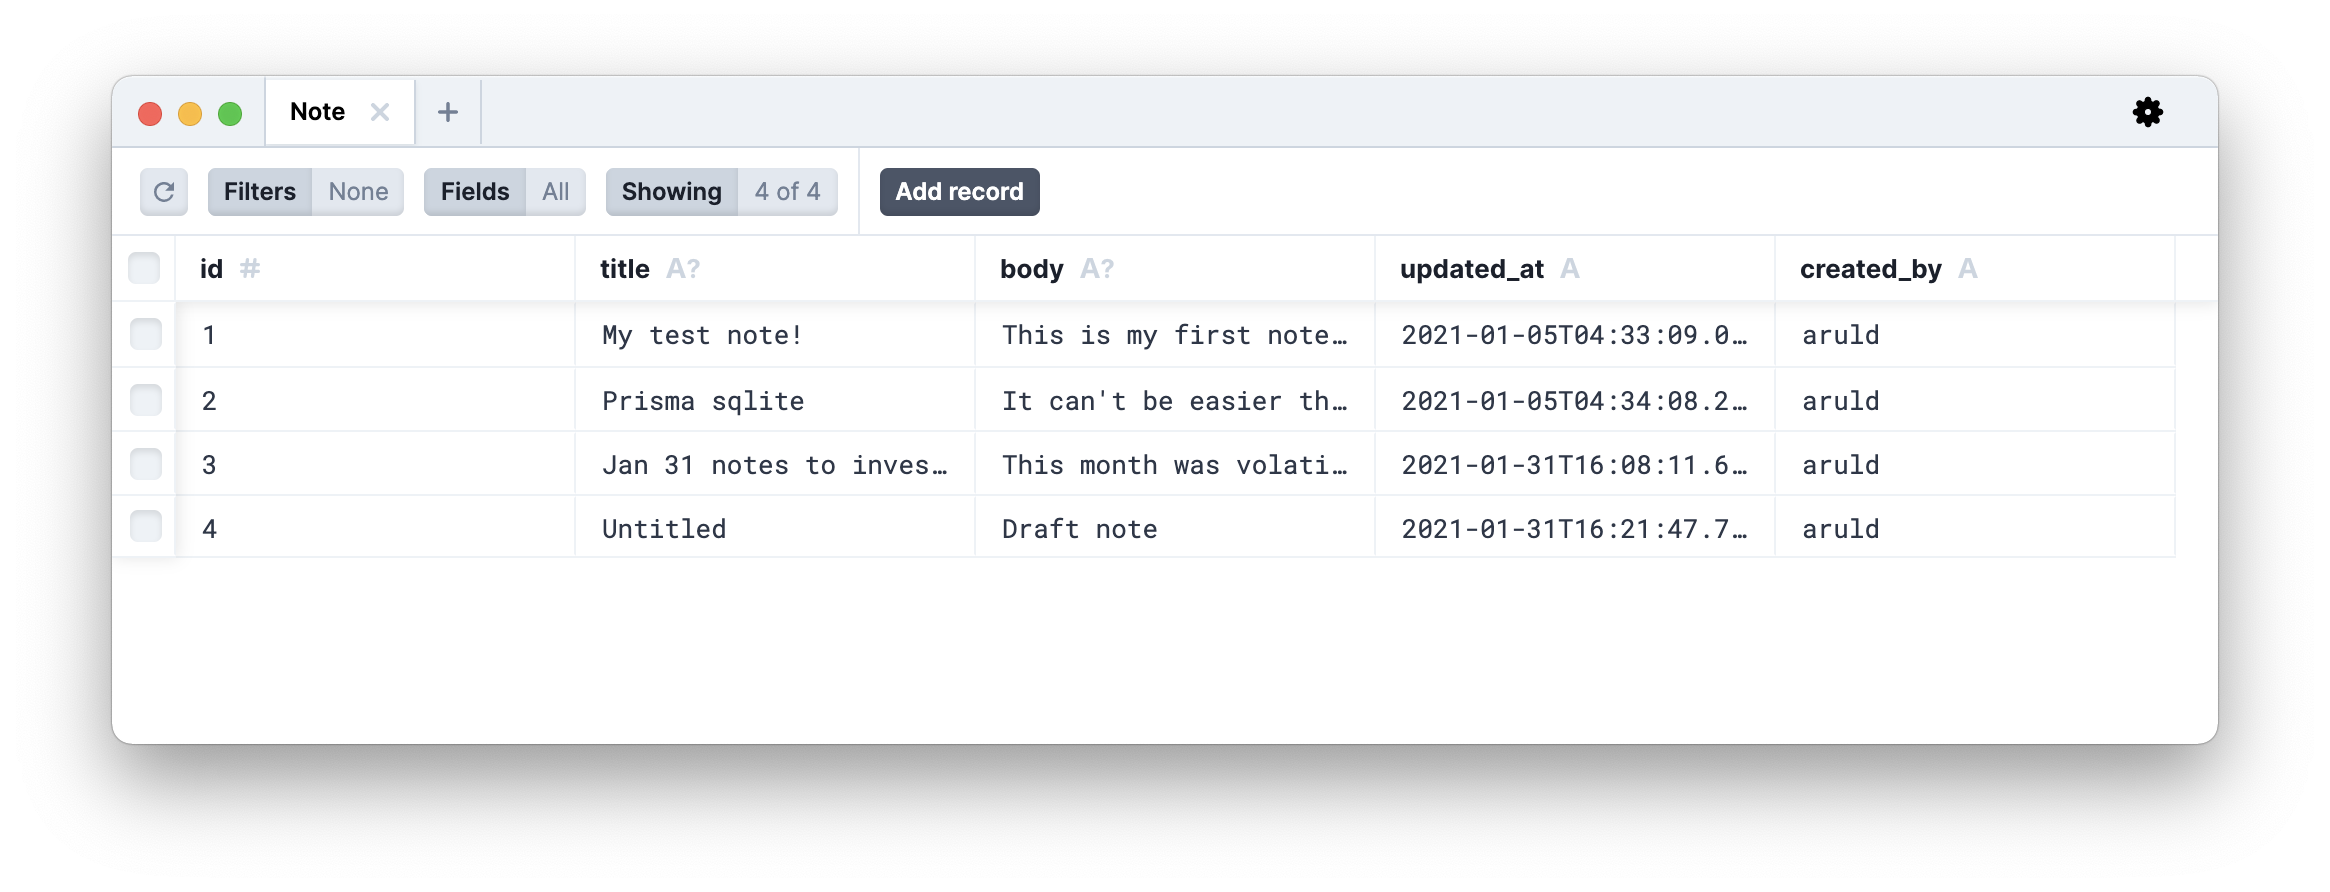 Note
Filters None Fields All Showing 4 of 4 Add record
id # title A? body A? updated_at A created_by A
1 My test note! This is my first note… 2021-01-05T04:33:09.0… aruld
2 Prisma sqlite It can't be easier th… 2021-01-05T04:34:08.2… aruld
3 Jan 31 notes to inves… This month was volati… 2021-01-31T16:08:11.6… aruld
4 Untitled Draft note 2021-01-31T16:21:47.7… aruld